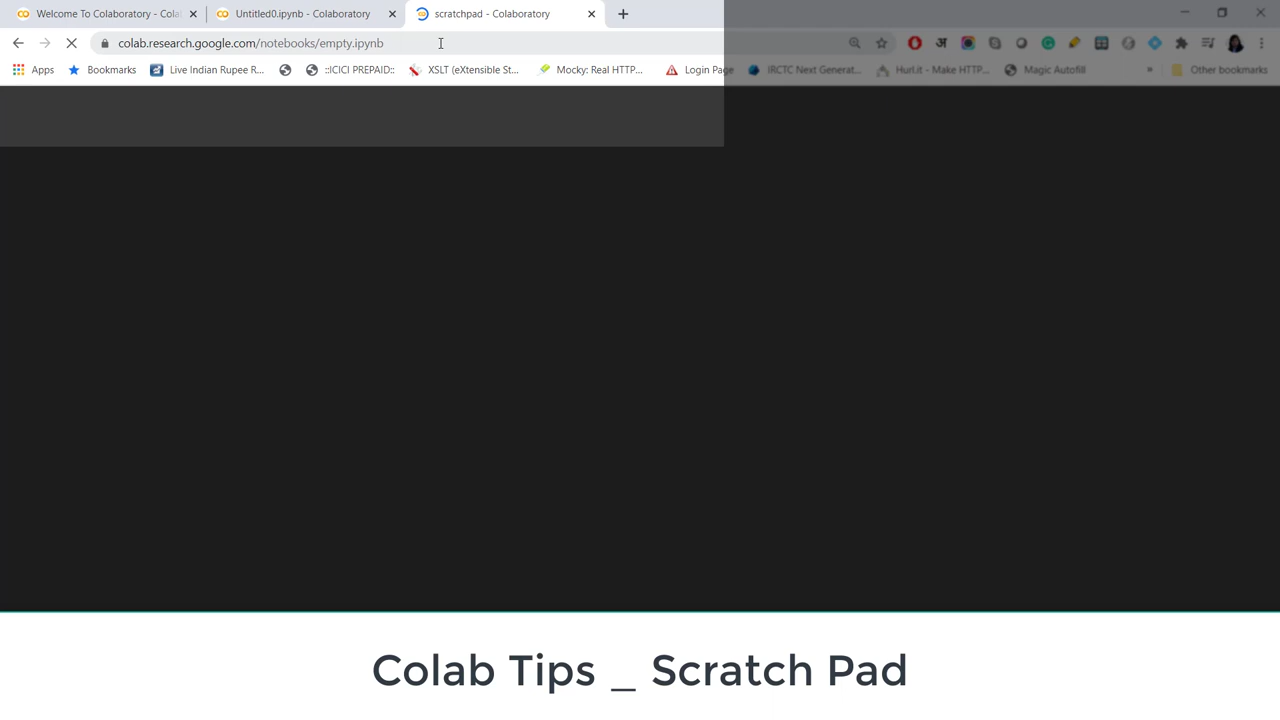 Welcome To Colaboratory - Cola
Untitled0.ipynb - Colaboratory
scratchpad - Colaboratory
colab.research.google.com/notebooks/empty.ipynb
अ
Apps
Bookmarks
Live Indian Rupee R...
::ICICI PREPAID::
XSLT (eXtensible St...
Mocky: Real HTTP...
Login Page
IRCTC Next Generat...
Hurl.it - Make HTTP...
Magic Autofill
»
Other bookmarks
Colab Tips _ Scratch Pad